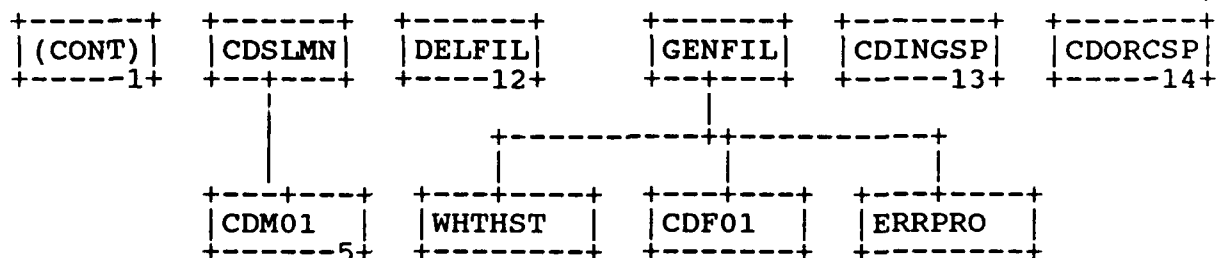 (CONT) CDSLMN DELFIL GENFIL CDINGSP CDORCSP
1 12 13 14
CDM01 WHTHST CDF01 ERRPRO
5